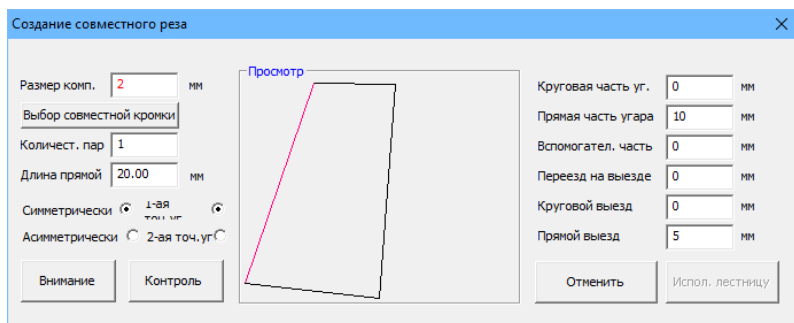 Создание совместного реза
Размер комп. 2 мм
Выбор совместной кромки
Количест. пар 1
Длина прямой 20.00 мм
Симметрически 1-ая
Асимметрически 2-ая точ.уг
Внимание Контроль
Просмотр
Круговая часть уг. 0 мм
Прямая часть угара 10 мм
Вспомогател. часть 0 мм
Переезд на выезде 0 мм
Круговой выезд 0 мм
Прямой выезд 5 мм
Отменить Испол. лестницу